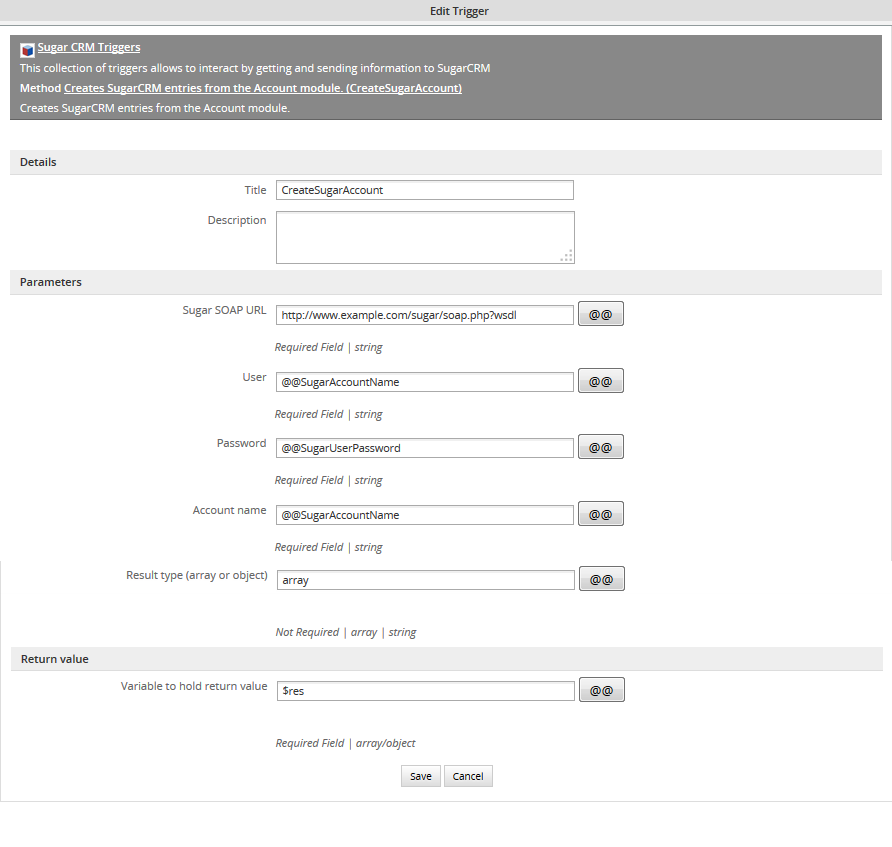 Edit Trigger
Sugar CRM Triggers
This collection of triggers allows to interact by getting and sending information to SugarCRM
Method Creates SugarCRM entries from the Account module. (CreateSugarAccount)
Creates SugarCRM entries from the Account module.
Details
Title CreateSugarAccount
Description
Parameters
Sugar SOAP URL http://www.example.com/sugar/soap.php?wsdl @@
Required Field | string
User @@SugarAccountName @@
Required Field | string
Password @@SugarUserPassword @@
Required Field | string
Account name @@SugarAccountName @@
Required Field | string
Result type (array or object) array @@
Not Required | array | string
Return value
Variable to hold return value $res @@
Required Field | array/object
Save Cancel